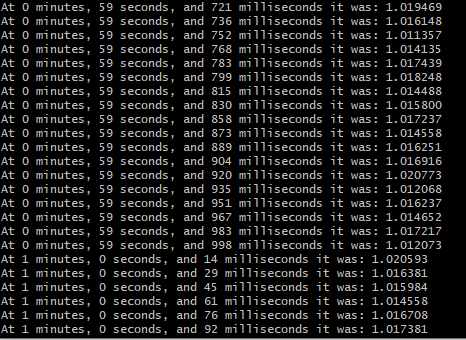 At 0 minutes, 59 seconds, and 721 milliseconds it was: 1.019469
At 0 minutes, 59 seconds, and 736 milliseconds it was: 1.016148
At 0 minutes, 59 seconds, and 752 milliseconds it was: 1.011357
At 0 minutes, 59 seconds, and 768 milliseconds it was: 1.014135
At 0 minutes, 59 seconds, and 783 milliseconds it was: 1.017439
At 0 minutes, 59 seconds, and 799 milliseconds it was: 1.018248
At 0 minutes, 59 seconds, and 815 milliseconds it was: 1.014488
At 0 minutes, 59 seconds, and 830 milliseconds it was: 1.015800
At 0 minutes, 59 seconds, and 858 milliseconds it was: 1.017237
At 0 minutes, 59 seconds, and 873 milliseconds it was: 1.014558
At 0 minutes, 59 seconds, and 889 milliseconds it was: 1.016251
At 0 minutes, 59 seconds, and 904 milliseconds it was: 1.016916
At 0 minutes, 59 seconds, and 920 milliseconds it was: 1.020773
At 0 minutes, 59 seconds, and 935 milliseconds it was: 1.012068
At 0 minutes, 59 seconds, and 951 milliseconds it was: 1.016237
At 0 minutes, 59 seconds, and 967 milliseconds it was: 1.014652
At 0 minutes, 59 seconds, and 983 milliseconds it was: 1.017217
At 0 minutes, 59 seconds, and 998 milliseconds it was: 1.012073
At 1 minutes, 0 seconds, and 14 milliseconds it was: 1.020593
At 1 minutes, 0 seconds, and 29 milliseconds it was: 1.016381
At 1 minutes, 0 seconds, and 45 milliseconds it was: 1.015984
At 1 minutes, 0 seconds, and 61 milliseconds it was: 1.014558
At 1 minutes, 0 seconds, and 76 milliseconds it was: 1.016708
At 1 minutes, 0 seconds, and 92 milliseconds it was: 1.017381